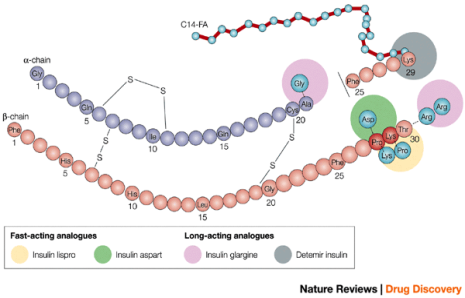 C14-FA
α-chain
Gly
1
Gln
5
S
S
Ile
10
Gln
15
Cys
20
Gly
Ala
Phe
25
Lys
29
β-chain
Phe
1
His
5
S
S
His
10
Leu
15
Gly
20
S
S
Phe
25
Asp
Pro
Lys
Thr
30
Arg
Arg
Lys
Pro
Fast-acting analogues
Long-acting analogues
Insulin lispro
Insulin aspart
Insulin glargine
Detemir insulin
Nature Reviews | Drug Discovery